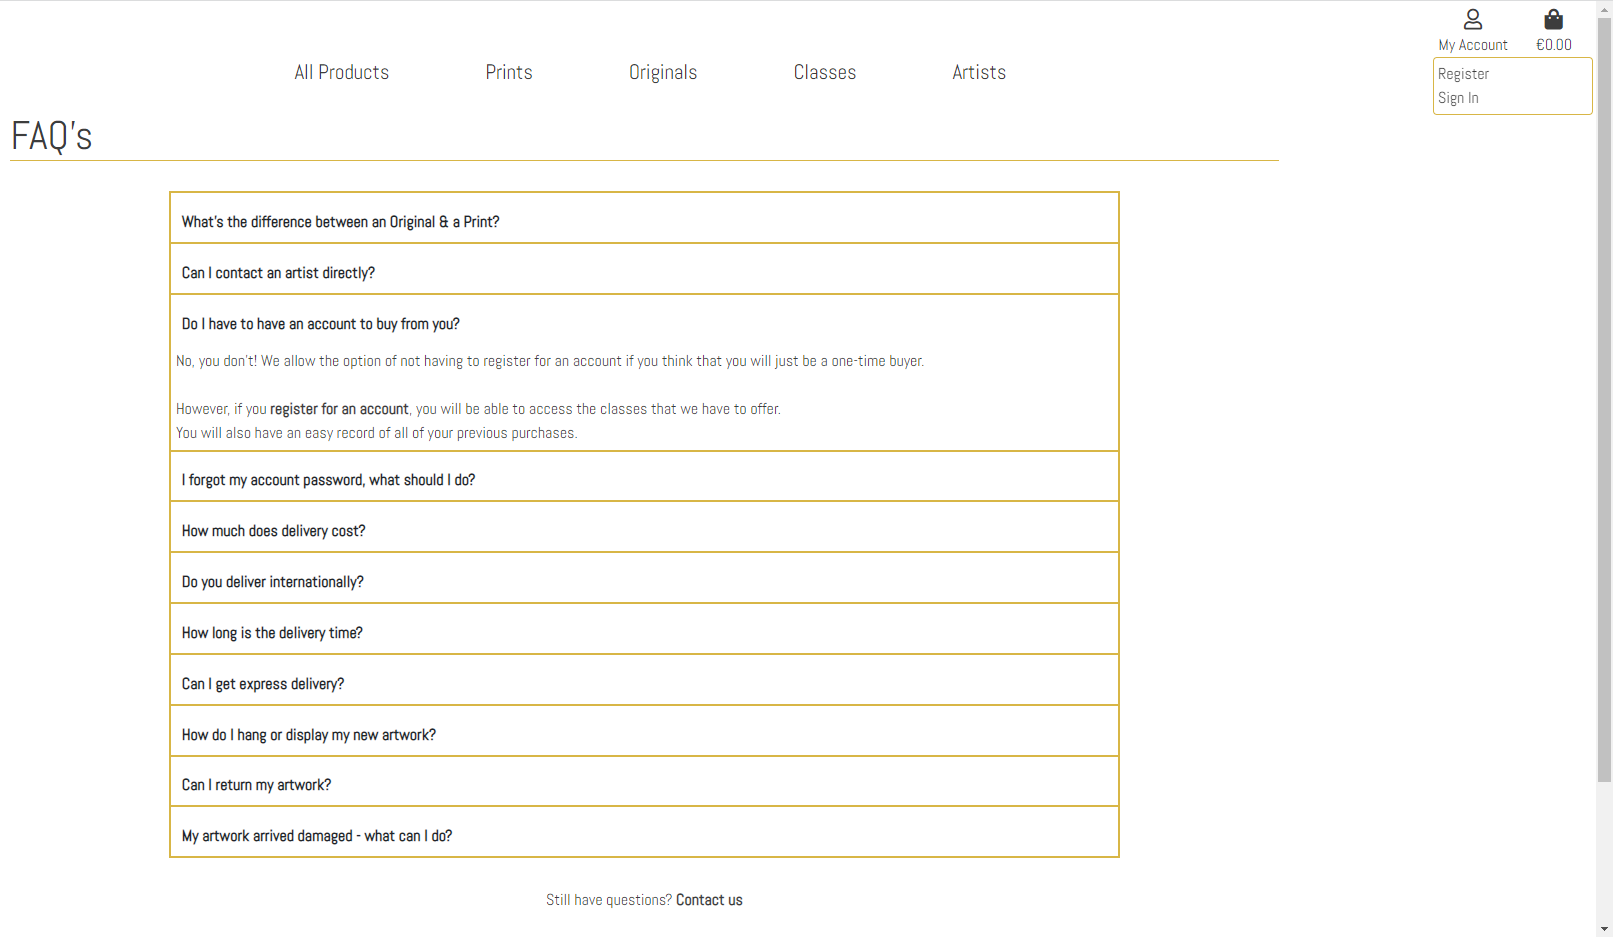 My Account
€0.00
Register
Sign In
All Products
Prints
Originals
Classes
Artists
FAQ's
What's the difference between an Original & a Print?
Can I contact an artist directly?
Do I have to have an account to buy from you?
No, you don't! We allow the option of not having to register for an account if you think that you will just be a one-time buyer.
However, if you register for an account, you will be able to access the classes that we have to offer.
You will also have an easy record of all of your previous purchases.
I forgot my account password, what should I do?
How much does delivery cost?
Do you deliver internationally?
How long is the delivery time?
Can I get express delivery?
How do I hang or display my new artwork?
Can I return my artwork?
My artwork arrived damaged - what can I do?
Still have questions? Contact us